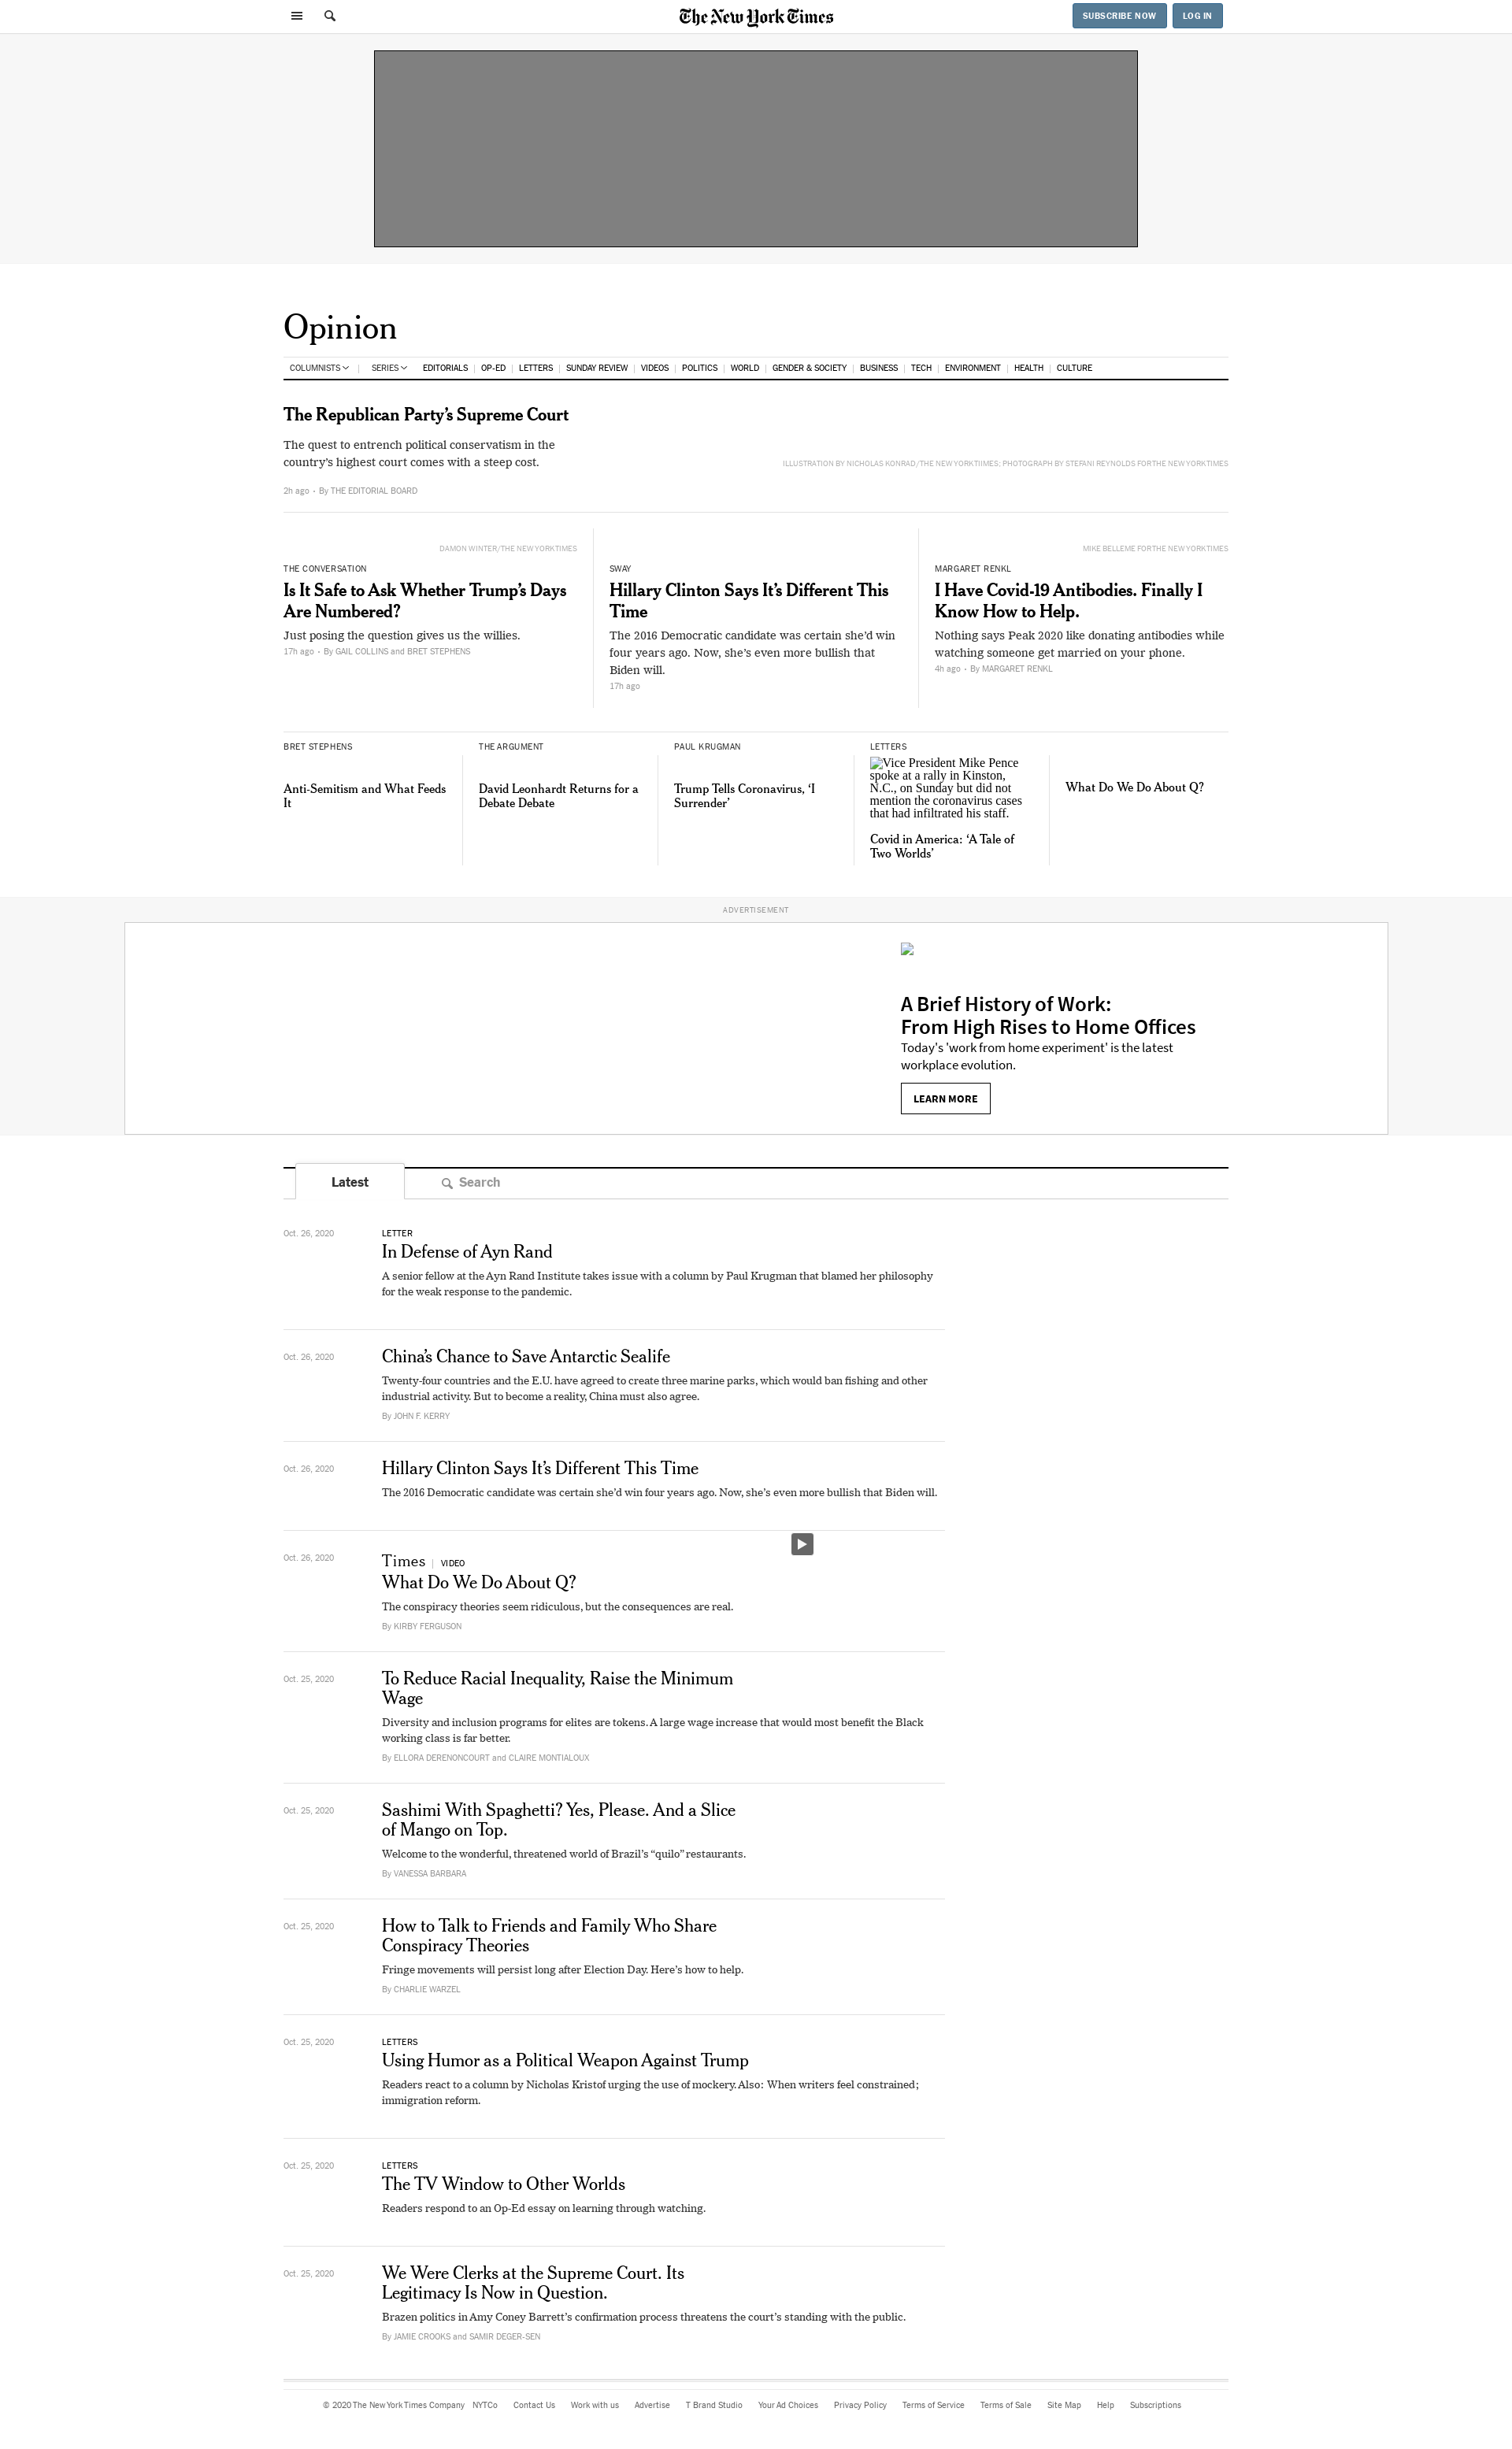 The New York Times
SUBSCRIBE NOW
LOG IN
Opinion
COLUMNISTS
SERIES
EDITORIALS
OP-ED
LETTERS
SUNDAY REVIEW
VIDEOS
POLITICS
WORLD
GENDER & SOCIETY
BUSINESS
TECH
ENVIRONMENT
HEALTH
CULTURE
The Republican Party’s Supreme Court
The quest to entrench political conservatism in the
country’s highest court comes with a steep cost.
ILLUSTRATION BY NICHOLAS KONRAD/THE NEW YORK TIIMES; PHOTOGRAPH BY STEFANI REYNOLDS FOR THE NEW YORK TIMES
2h ago • By THE EDITORIAL BOARD
DAMON WINTER/THE NEW YORK TIMES
THE CONVERSATION
Is It Safe to Ask Whether Trump’s Days
Are Numbered?
Just posing the question gives us the willies.
17h ago • By GAIL COLLINS and BRET STEPHENS
SWAY
Hillary Clinton Says It’s Different This
Time
The 2016 Democratic candidate was certain she’d win
four years ago. Now, she’s even more bullish that
Biden will.
17h ago
MIKE BELLEME FOR THE NEW YORK TIMES
MARGARET RENKL
I Have Covid-19 Antibodies. Finally I
Know How to Help.
Nothing says Peak 2020 like donating antibodies while
watching someone get married on your phone.
4h ago • By MARGARET RENKL
BRET STEPHENS
Anti-Semitism and What Feeds
It
THE ARGUMENT
David Leonhardt Returns for a
Debate Debate
PAUL KRUGMAN
Trump Tells Coronavirus, ‘I
Surrender’
LETTERS
Vice President Mike Pence
spoke at a rally in Kinston,
N.C., on Sunday but did not
mention the coronavirus cases
that had infiltrated his staff.
Covid in America: ‘A Tale of
Two Worlds’
What Do We Do About Q?
ADVERTISEMENT
A Brief History of Work:
From High Rises to Home Offices
Today's 'work from home experiment' is the latest
workplace evolution.
LEARN MORE
Latest
Search
Oct. 26, 2020
LETTER
In Defense of Ayn Rand
A senior fellow at the Ayn Rand Institute takes issue with a column by Paul Krugman that blamed her philosophy
for the weak response to the pandemic.
Oct. 26, 2020
China’s Chance to Save Antarctic Sealife
Twenty-four countries and the E.U. have agreed to create three marine parks, which would ban fishing and other
industrial activity. But to become a reality, China must also agree.
By JOHN F. KERRY
Oct. 26, 2020
Hillary Clinton Says It’s Different This Time
The 2016 Democratic candidate was certain she’d win four years ago. Now, she’s even more bullish that Biden will.
Oct. 26, 2020
Times | VIDEO
What Do We Do About Q?
The conspiracy theories seem ridiculous, but the consequences are real.
By KIRBY FERGUSON
Oct. 25, 2020
To Reduce Racial Inequality, Raise the Minimum
Wage
Diversity and inclusion programs for elites are tokens. A large wage increase that would most benefit the Black
working class is far better.
By ELLORA DERENONCOURT and CLAIRE MONTIALOUX
Oct. 25, 2020
Sashimi With Spaghetti? Yes, Please. And a Slice
of Mango on Top.
Welcome to the wonderful, threatened world of Brazil’s “quilo” restaurants.
By VANESSA BARBARA
Oct. 25, 2020
How to Talk to Friends and Family Who Share
Conspiracy Theories
Fringe movements will persist long after Election Day. Here’s how to help.
By CHARLIE WARZEL
Oct. 25, 2020
LETTERS
Using Humor as a Political Weapon Against Trump
Readers react to a column by Nicholas Kristof urging the use of mockery. Also: When writers feel constrained;
immigration reform.
Oct. 25, 2020
LETTERS
The TV Window to Other Worlds
Readers respond to an Op-Ed essay on learning through watching.
Oct. 25, 2020
We Were Clerks at the Supreme Court. Its
Legitimacy Is Now in Question.
Brazen politics in Amy Coney Barrett’s confirmation process threatens the court’s standing with the public.
By JAMIE CROOKS and SAMIR DEGER-SEN
© 2020 The New York Times Company
NYTCo
Contact Us
Work with us
Advertise
T Brand Studio
Your Ad Choices
Privacy Policy
Terms of Service
Terms of Sale
Site Map
Help
Subscriptions